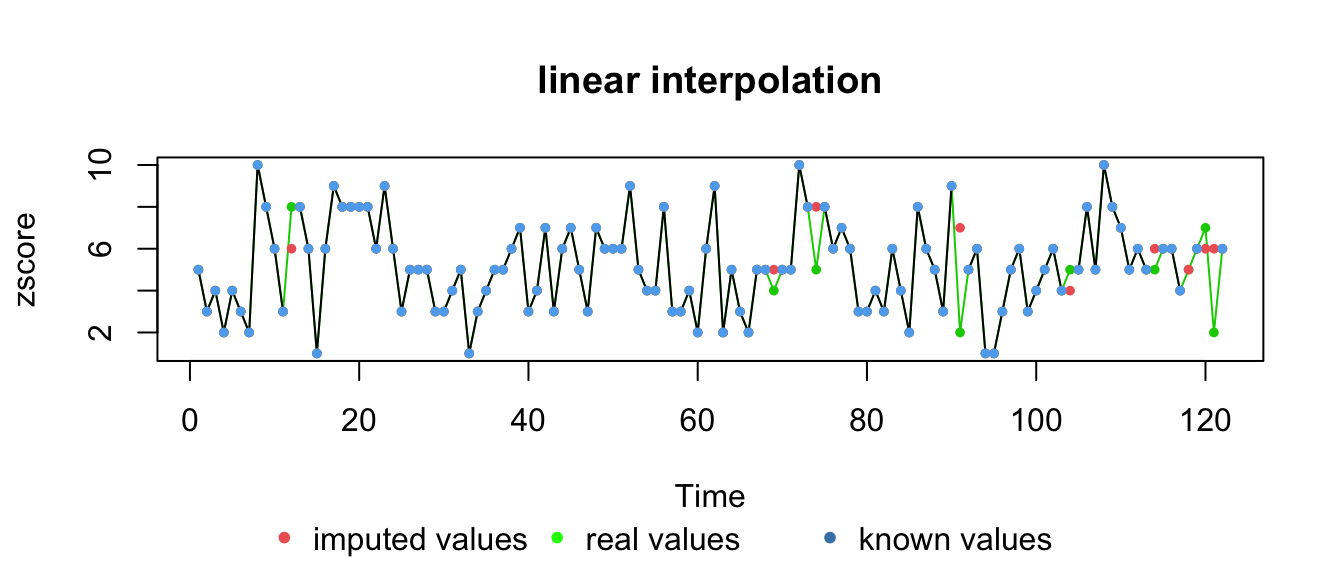 linear interpolation
zscore
10
6
2
0 20 40 60 80 100 120
Time
imputed values real values known values